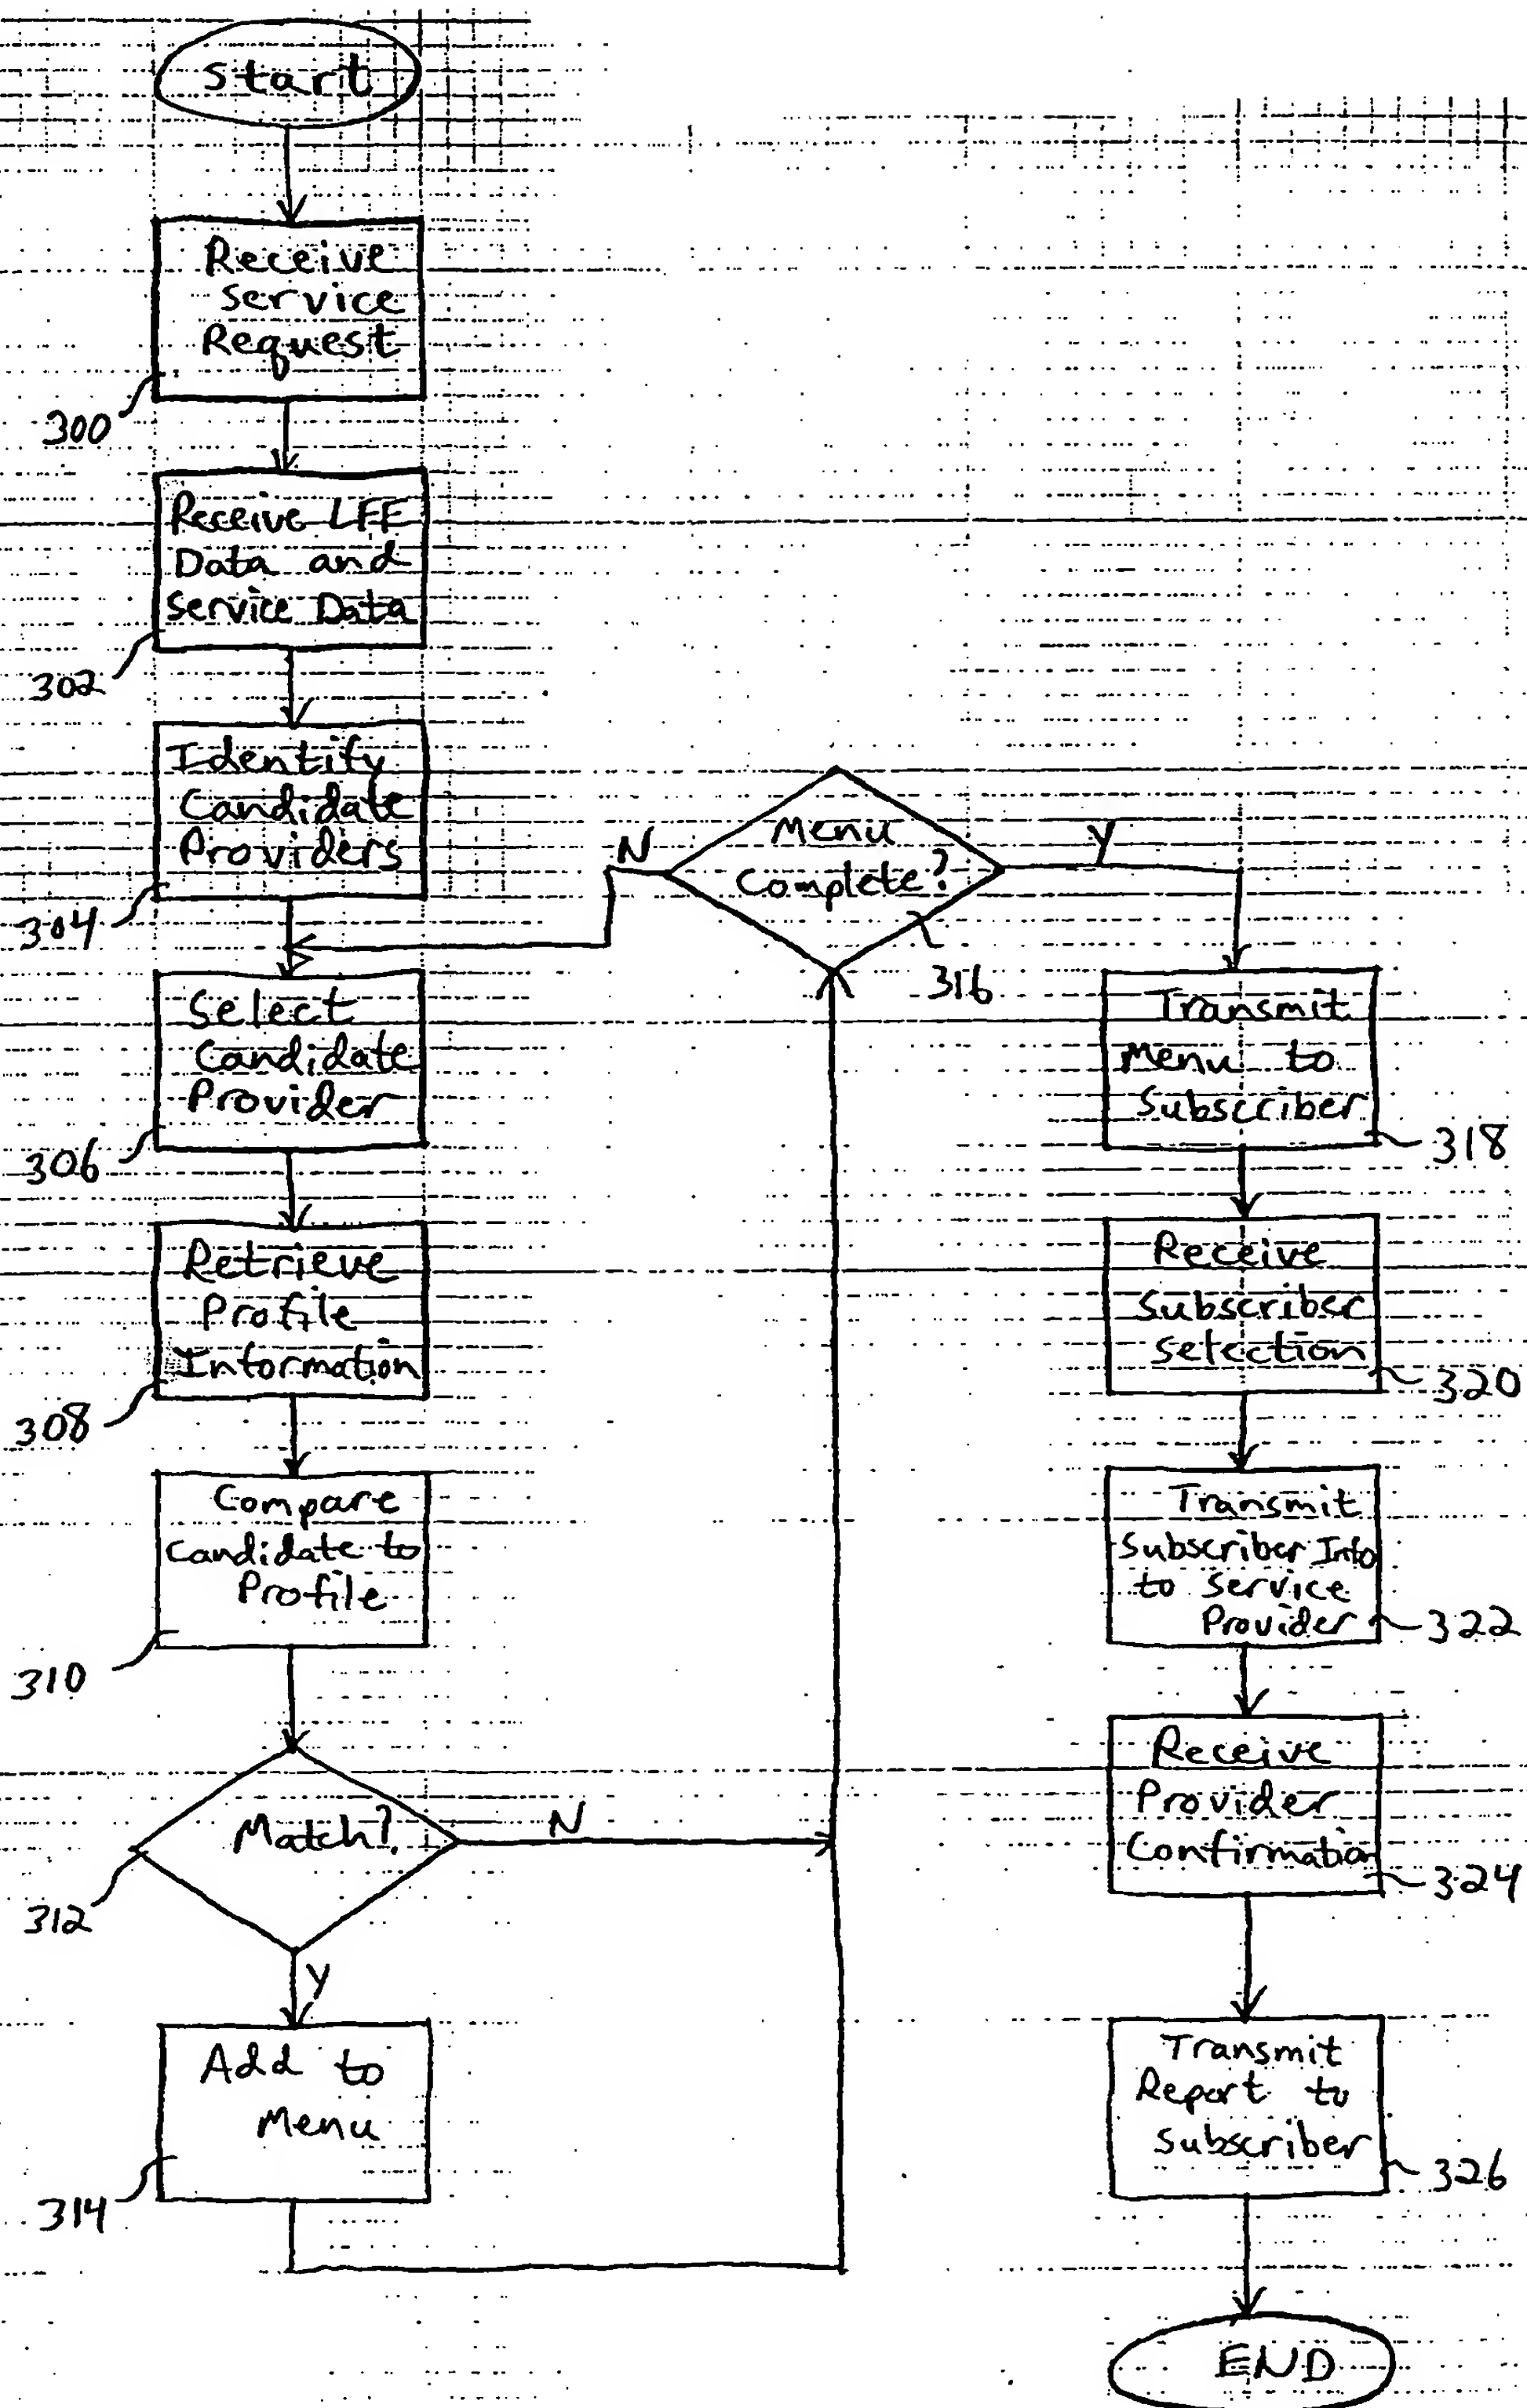 Start
Receive
Service
Request
300
Receive LFE
Data and
Service Data
302
Identify
Candidate
Providers
304
Select
Candidate
Provider
306
Retrieve
Profile
Information
308
Compare
Candidate to
Profile
310
Match?
N
Y
312
Add to
Menu
314
Menu
Complete?
N
Y
316
Transmit
Menu to
Subscriber
318
Receive
Subscriber
Selection
320
Transmit
Subscriber Info
to Service
Provider
322
Receive
Provider
Confirmation
324
Transmit
Report to
Subscriber
326
END